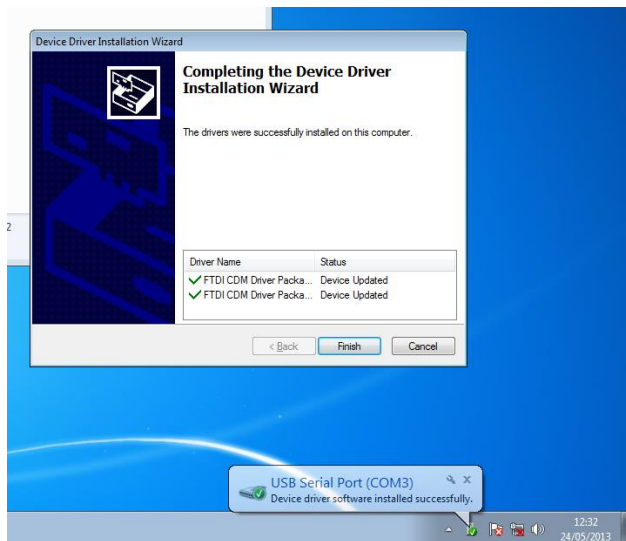 Device Driver Installation Wizard
Completing the Device Driver
Installation Wizard
The drivers were successfully installed on this computer.
2
Driver Name Status
FTDI CDM Driver Packa... Device Updated
FTDI CDM Driver Packa... Device Updated
< Back Finish Cancel
USB Serial Port (COM3)
Device driver software installed successfully.
12:32
24/05/2013